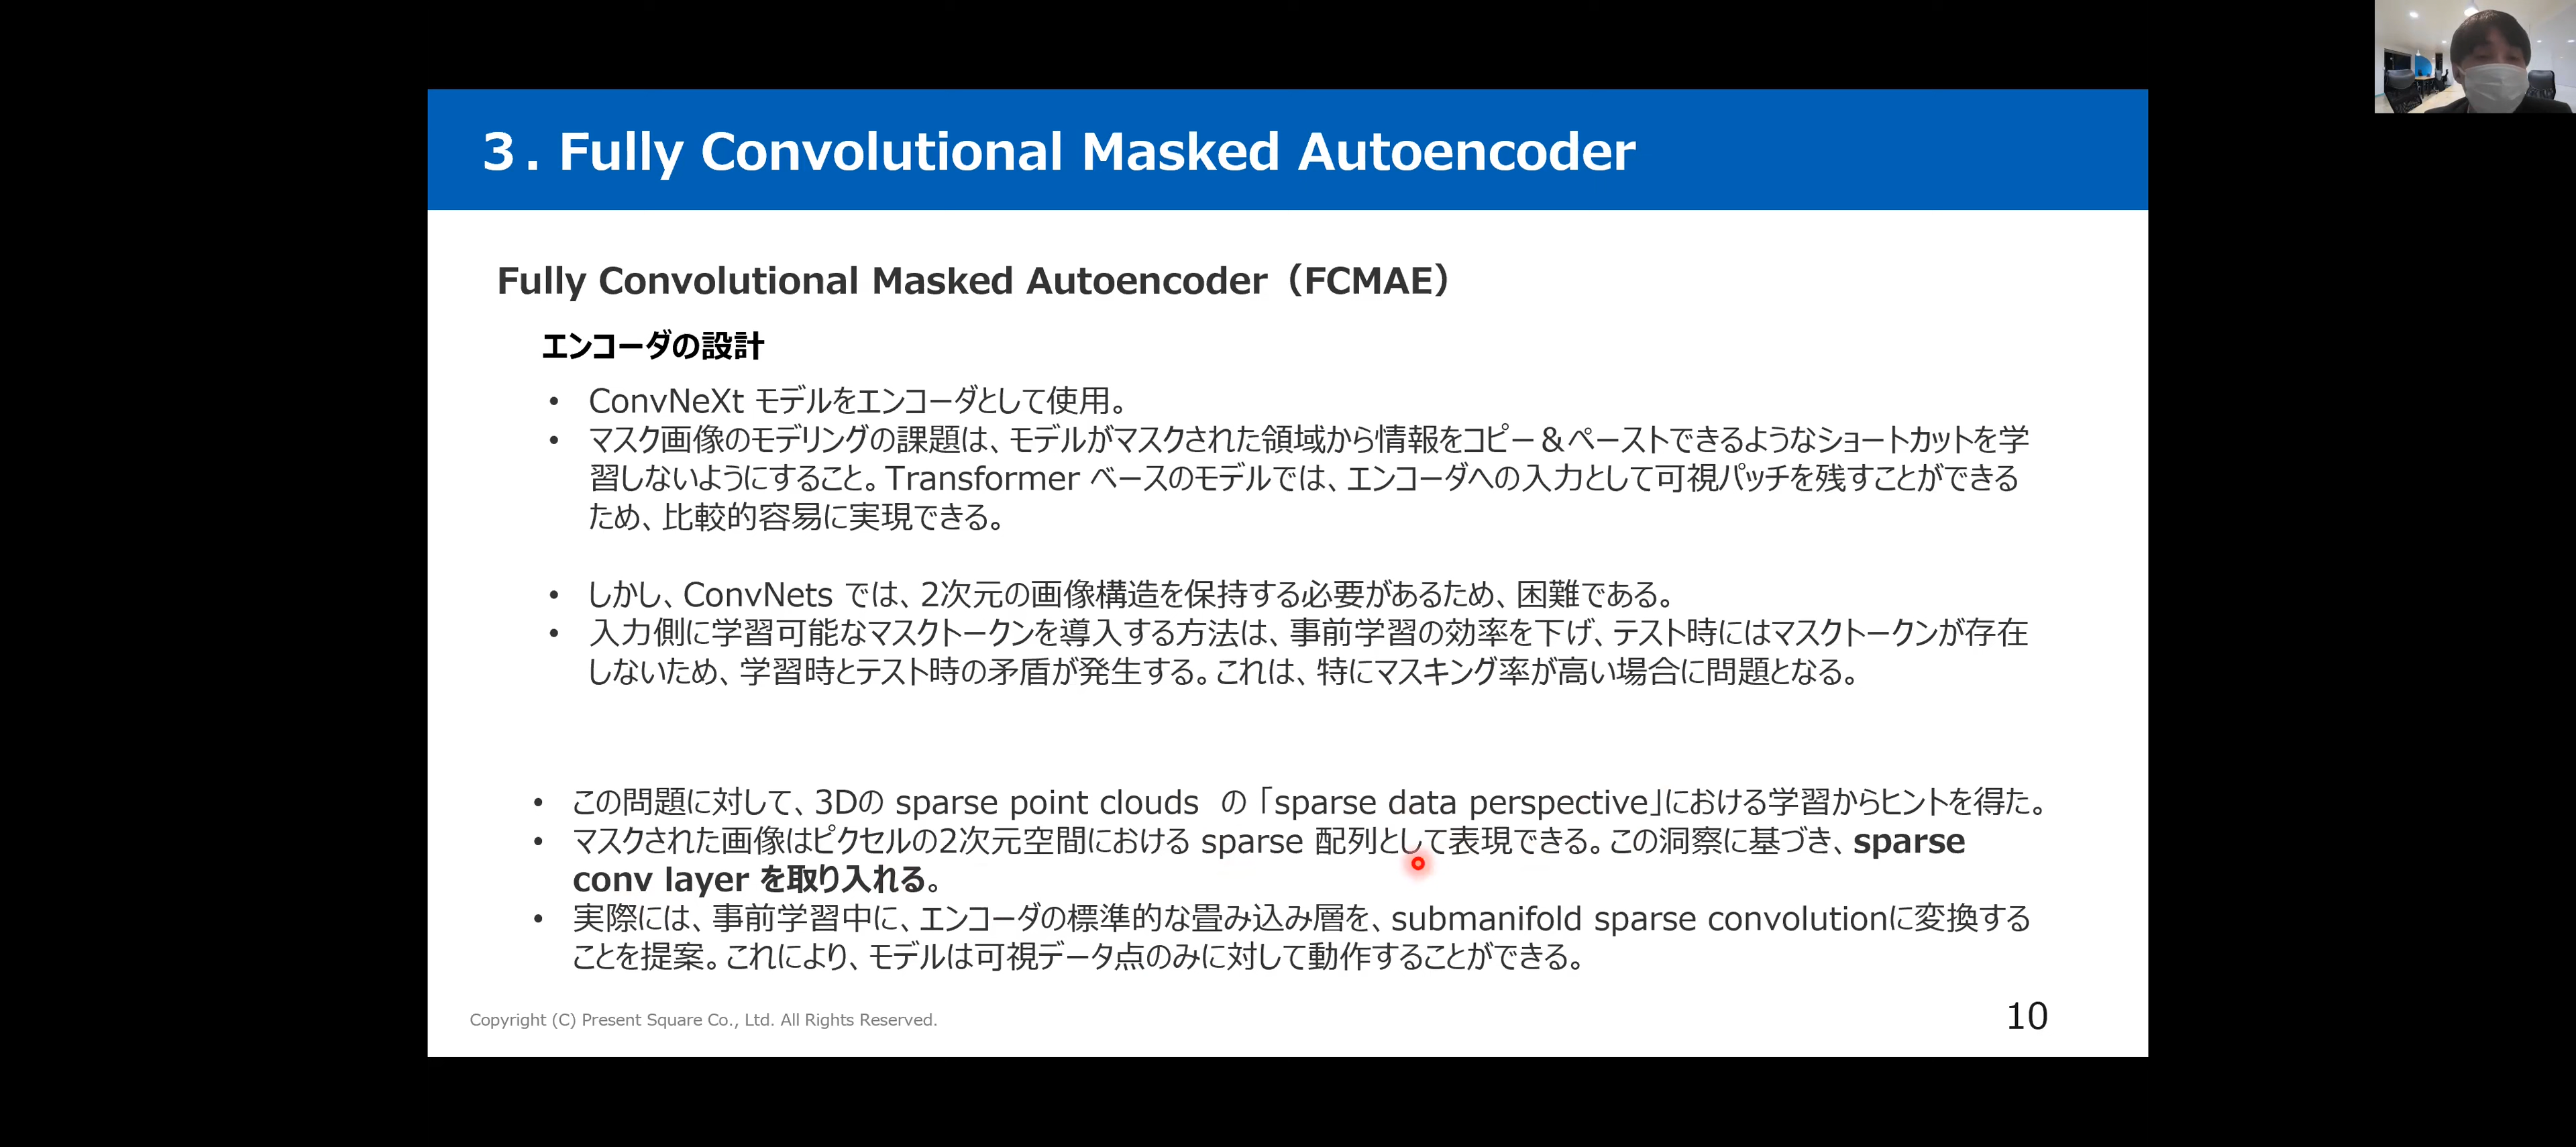 3．Fully Convolutional Masked Autoencoder
Fully Convolutional Masked Autoencoder（FCMAE）
エンコーダの設計
• ConvNeXt モデルをエンコーダとして使用。
• マスク画像のモデリングの課題は、モデルがマスクされた領域から情報をコピー＆ペーストできるようなショートカットを学
習しないようにすること。Transformer ベースのモデルでは、エンコーダへの入力として可視パッチを残すことができる
ため、比較的容易に実現できる。
• しかし、ConvNets では、2次元の画像構造を保持する必要があるため、困難である。
• 入力側に学習可能なマスクトークンを導入する方法は、事前学習の効率を下げ、テスト時にはマスクトークンが存在
しないため、学習時とテスト時の矛盾が発生する。これは、特にマスキング率が高い場合に問題となる。
• この問題に対して、3Dの sparse point clouds の「sparse data perspective」における学習からヒントを得た。
• マスクされた画像はピクセルの2次元空間における sparse 配列として表現できる。この洞察に基づき、sparse
conv layer を取り入れる。
• 実際には、事前学習中に、エンコーダの標準的な畳み込み層を、submanifold sparse convolutionに変換する
ことを提案。これにより、モデルは可視データ点のみに対して動作することができる。
Copyright (C) Present Square Co., Ltd. All Rights Reserved.
10